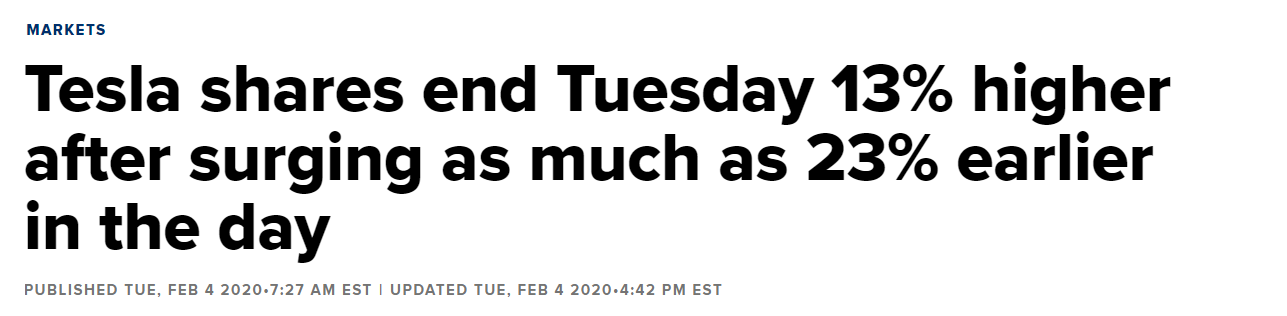 MARKETS
Tesla shares end Tuesday 13% higher
after surging as much as 23% earlier
in the day
PUBLISHED TUE, FEB 4 2020•7:27 AM EST | UPDATED TUE, FEB 4 2020•4:42 PM EST